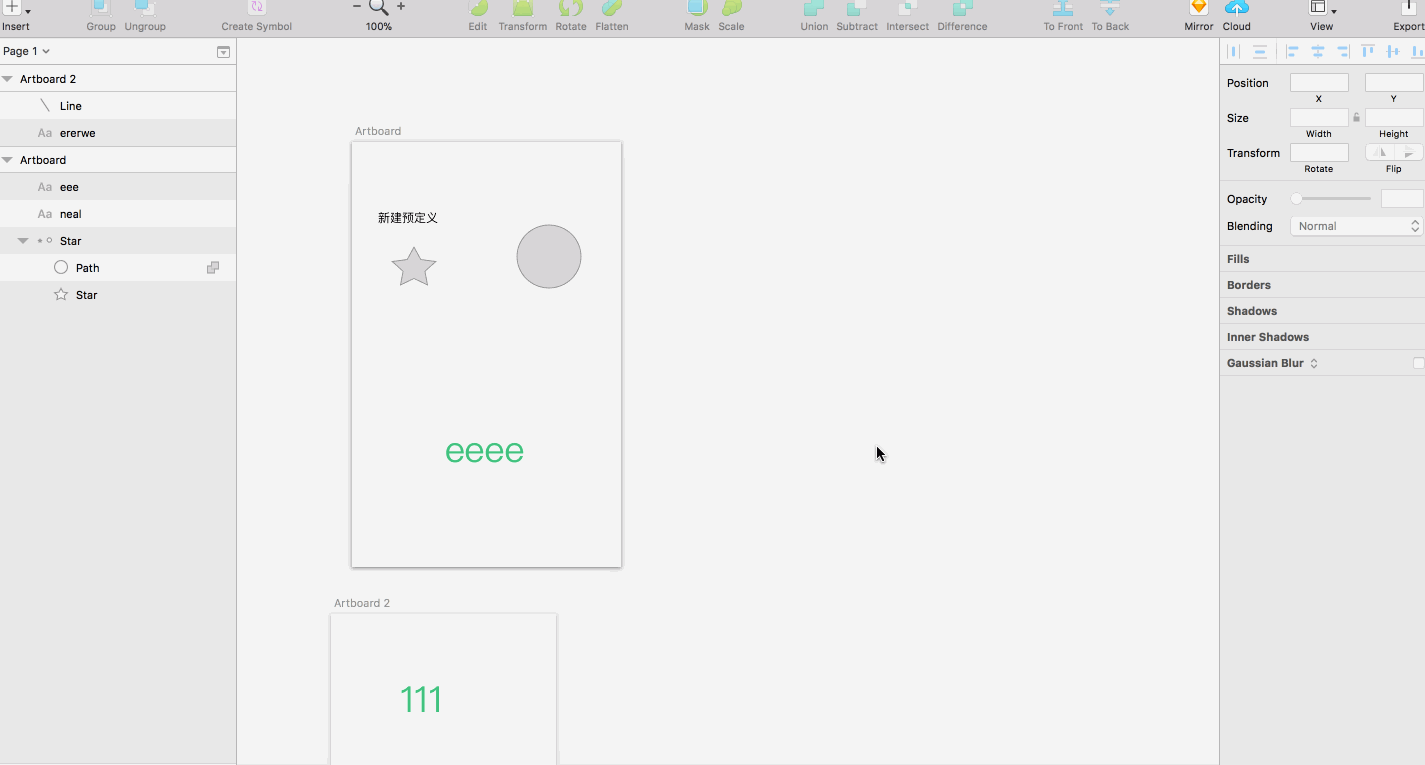 Insert
Group
Ungroup
Create Symbol
100%
Edit
Transform
Rotate
Flatten
Mask
Scale
Union
Subtract
Intersect
Difference
To Front
To Back
Mirror
Cloud
View
Export
Page 1
Artboard 2
Line
Aa ererwe
Artboard
Aa eee
Aa neal
Star
Path
Star
Artboard
新建预定义
eeee
Artboard 2
111
Position
X
Y
Size
Width
Height
Transform
Rotate
Flip
Opacity
Blending
Normal
Fills
Borders
Shadows
Inner Shadows
Gaussian Blur